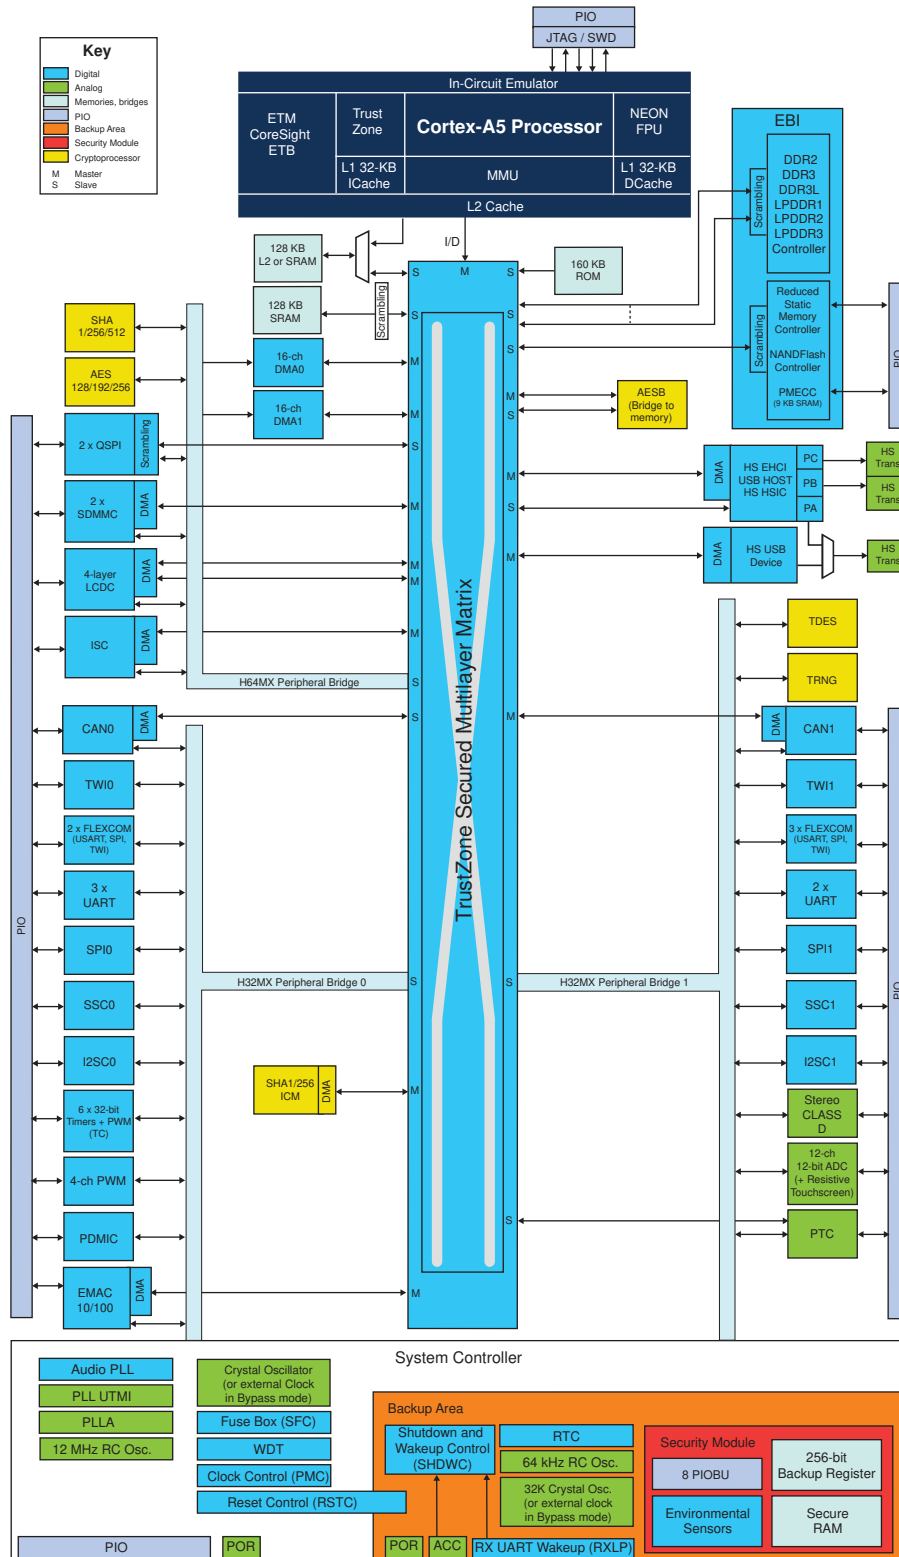 PIO
JTAG / SWD
Key
Digital
Analog
Memories, bridges
PIO
Backup Area
Security Module
Cryptoprocessor
M Master
S Slave
In-Circuit Emulator
ETM
CoreSight
ETB
Trust
Zone
Cortex-A5 Processor
NEON
FPU
L1 32-KB
ICache
MMU
L1 32-KB
DCache
L2 Cache
EBI
Scrambling
DDR2
DDR3
DDR3L
LPDDR1
LPDDR2
LPDDR3
Controller
Scrambling
Reduced
Static
Memory
Controller
NANDFlash
Controller
PMECC
(9 KB SRAM)
PIO
I/D
128 KB
L2 or SRAM
160 KB
ROM
128 KB
SRAM
Scrambling
S
M
S
S
S
S
S
SHA
1/256/512
AES
128/192/256
16-ch
DMA0
M
16-ch
DMA1
M
AESB
(Bridge to
memory)
M
S
2 x QSPI
Scrambling
S
2 x
SDMMC
DMA
M
4-layer
LCDC
DMA
M
M
ISC
DMA
M
H64MX Peripheral Bridge
S
M
DMA
HS EHCI
USB HOST
HS HSIC
PC
PB
PA
S
HS
Trans
HS
Trans
M
DMA
HS USB
Device
HS
Trans
TrustZone Secured Multilayer Matrix
TDES
TRNG
PIO
CAN0
DMA
S
TWI0
2 x FLEXCOM
(USART, SPI,
TWI)
3 x
UART
SPI0
SSC0
I2SC0
6 x 32-bit
Timers + PWM
(TC)
4-ch PWM
PDMIC
EMAC
10/100
DMA
M
H32MX Peripheral Bridge 0
S
SHA1/256
ICM
DMA
M
S
H32MX Peripheral Bridge 1
M
DMA
CAN1
TWI1
3 x FLEXCOM
(USART, SPI,
TWI)
2 x
UART
SPI1
SSC1
I2SC1
Stereo
CLASS
D
12-ch
12-bit ADC
(+ Resistive
Touchscreen)
S
PTC
PIO
System Controller
Audio PLL
PLL UTMI
PLLA
12 MHz RC Osc.
Crystal Oscillator
(or external Clock
in Bypass mode)
Fuse Box (SFC)
WDT
Clock Control (PMC)
Reset Control (RSTC)
PIO
POR
Backup Area
Shutdown and
Wakeup Control
(SHDWC)
RTC
64 kHz RC Osc.
32K Crystal Osc.
(or external clock
in Bypass mode)
POR
ACC
RX UART Wakeup (RXLP)
Security Module
8 PIOBU
256-bit
Backup Register
Environmental
Sensors
Secure
RAM